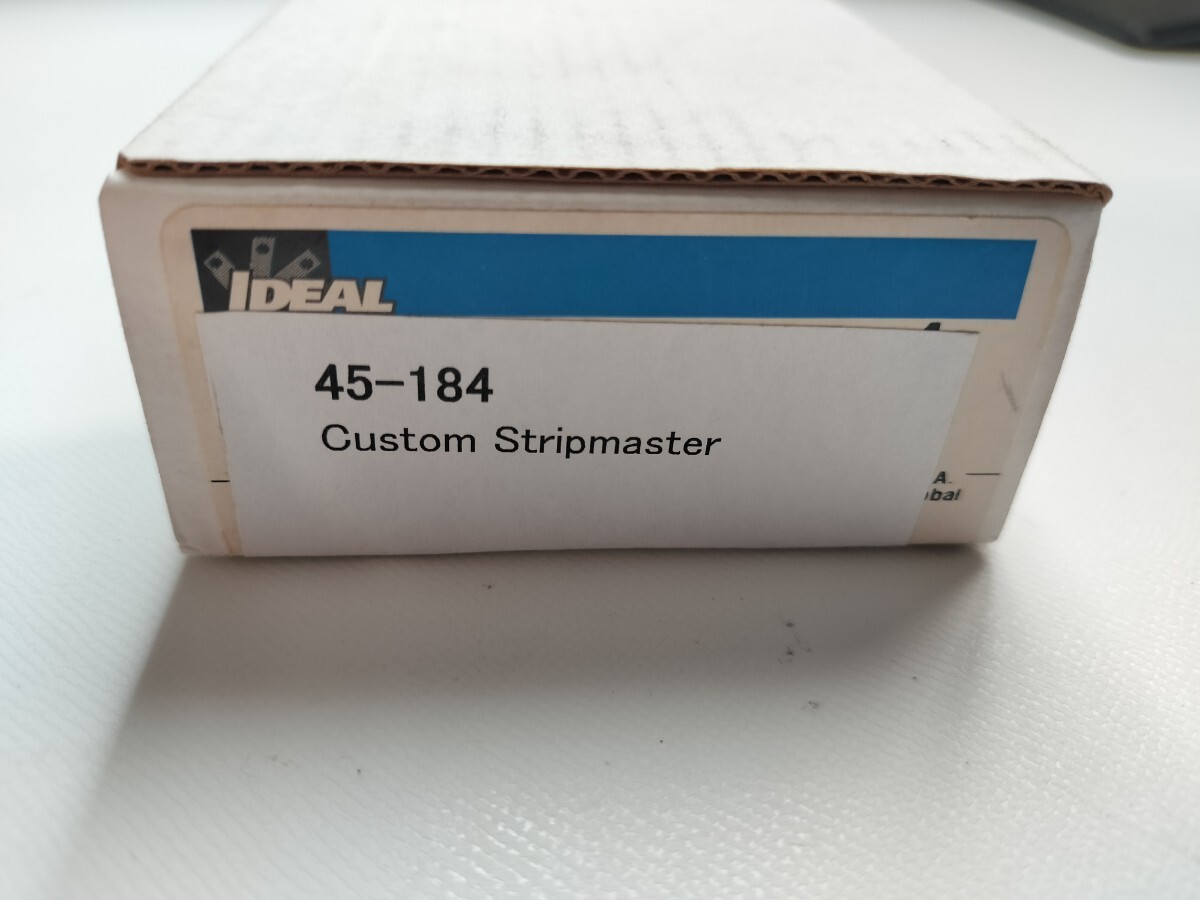 IDEAL
45-184
Custom Stripmaster
A.